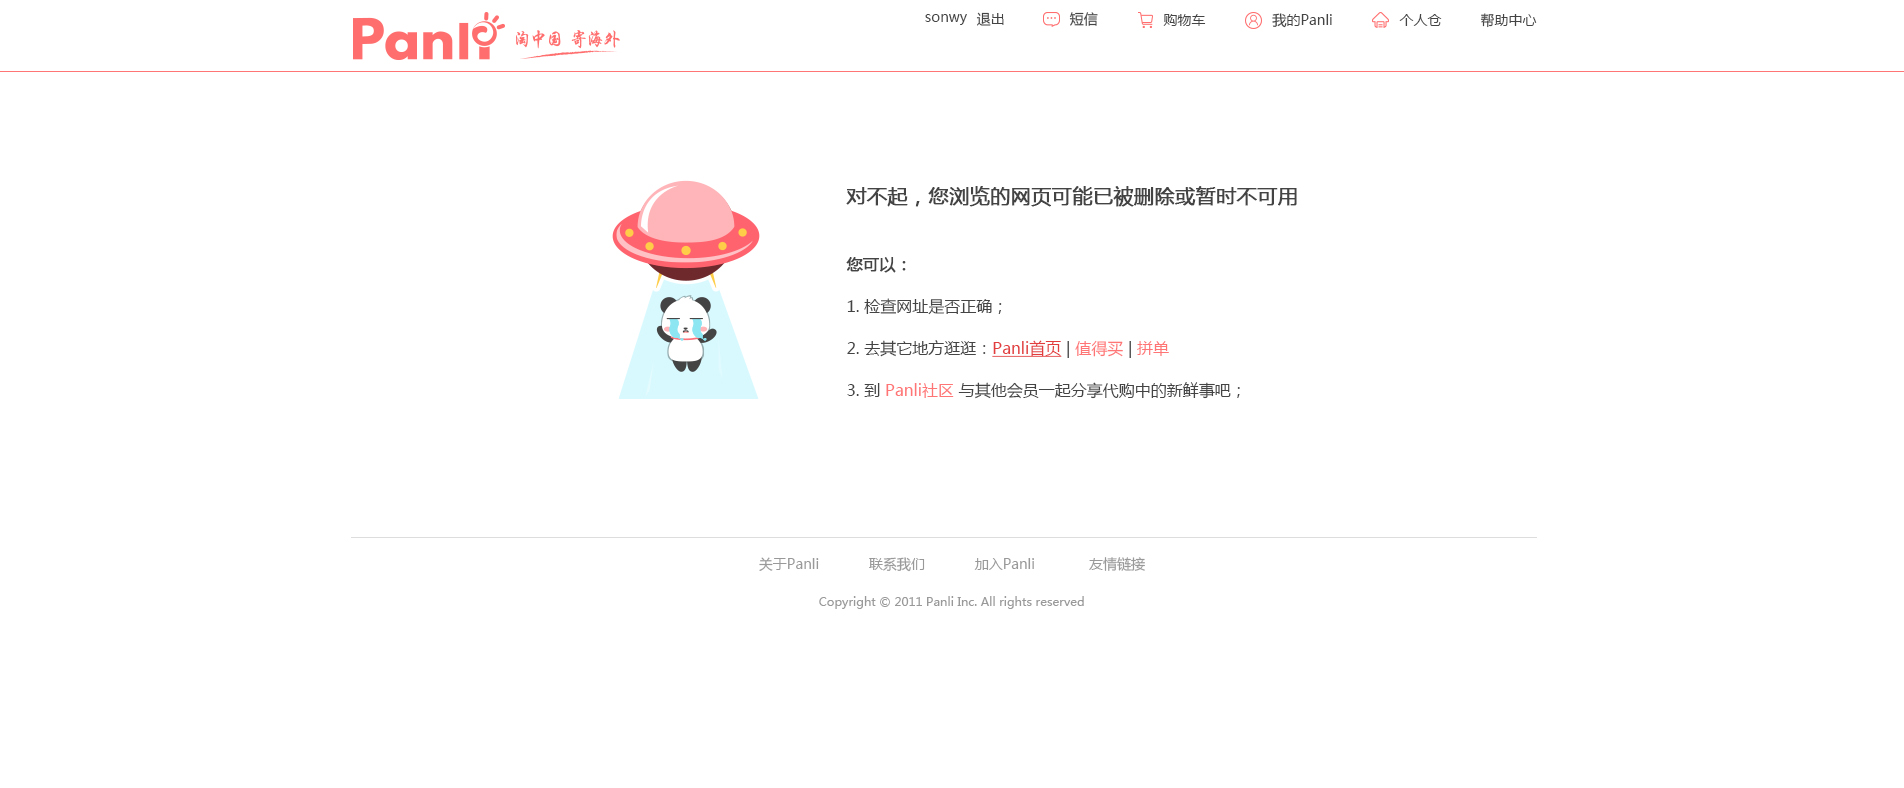 Panli 淘中国 寄海外
sonwy 退出 短信 购物车 我的Panli 个人仓 帮助中心
对不起，您浏览的网页可能已被删除或暂时不可用
您可以：
1. 检查网址是否正确；
2. 去其它地方逛逛：Panli首页 | 值得买 | 拼单
3. 到 Panli社区 与其他会员一起分享代购中的新鲜事吧；
关于Panli 联系我们 加入Panli 友情链接
Copyright © 2011 Panli Inc. All rights reserved